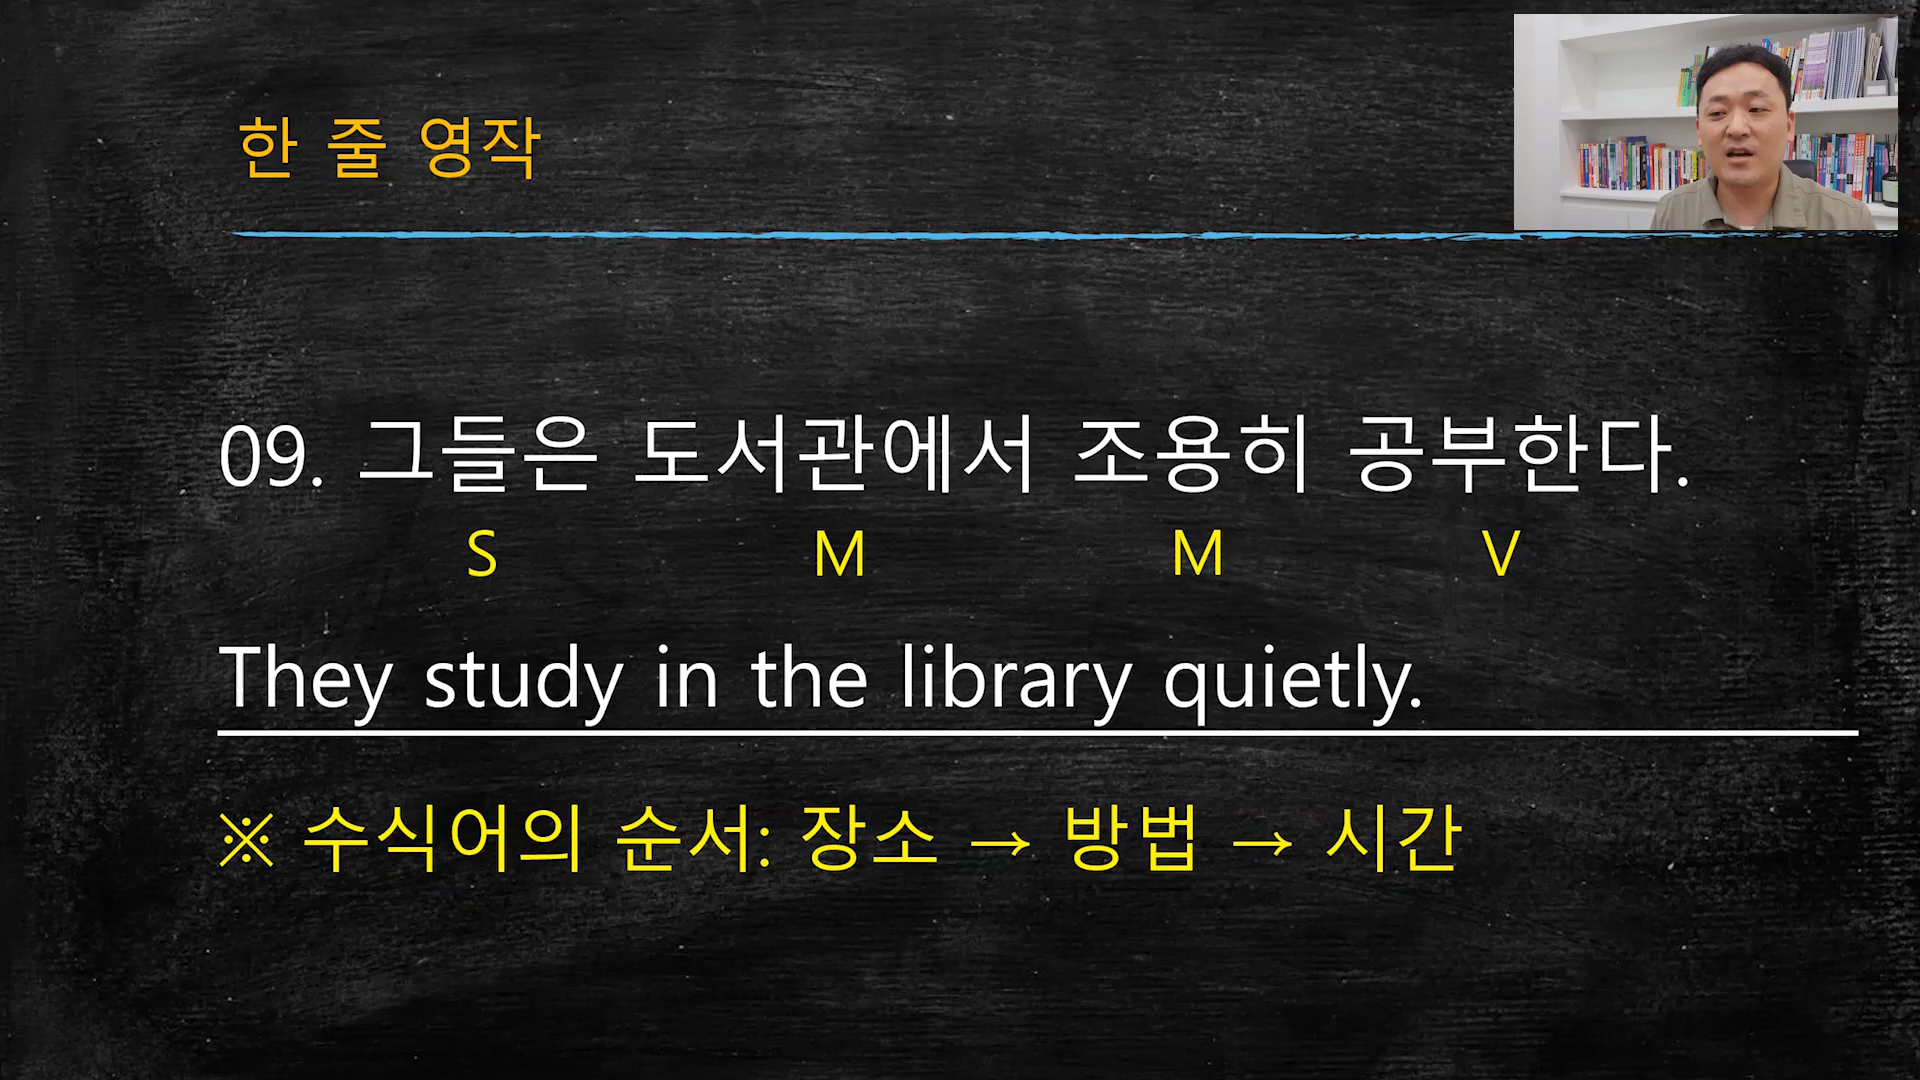 한 줄 영작
09. 그들은 도서관에서 조용히 공부한다.
S M M V
They study in the library quietly.
※ 수식어의 순서: 장소 → 방법 → 시간